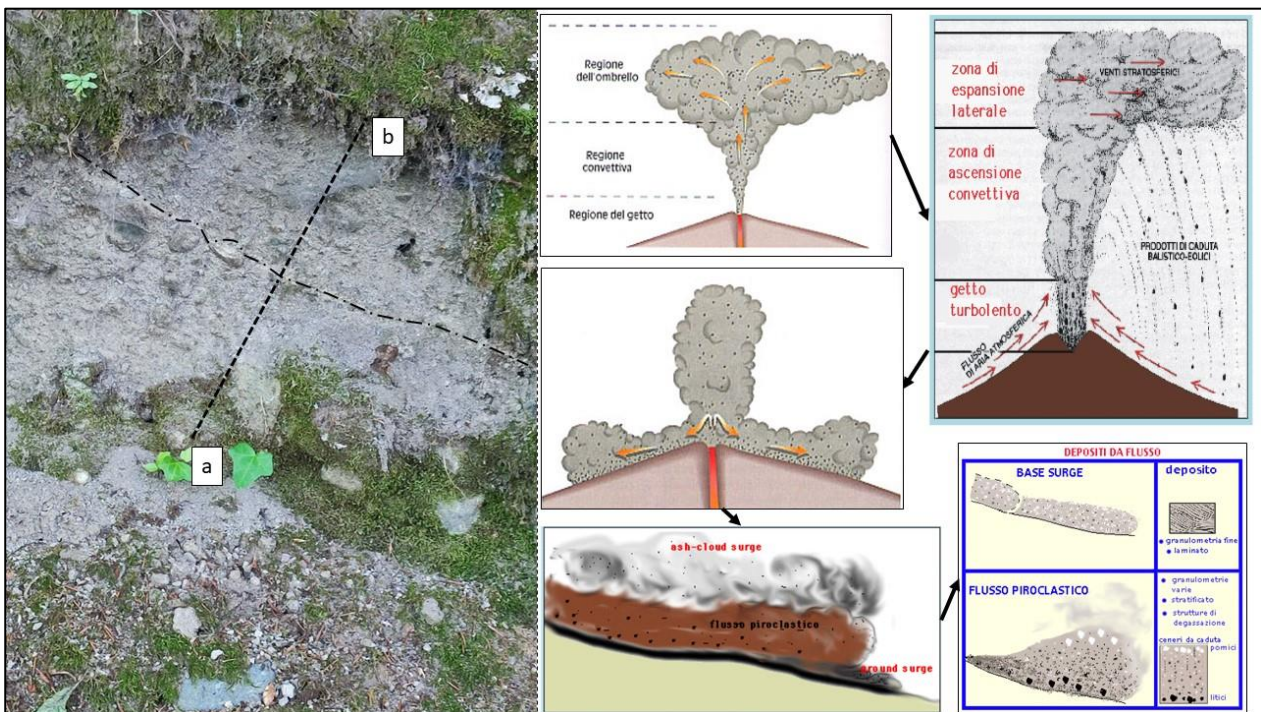 b
a
Regione
dell'ombrello
Regione
convettiva
Regione del getto
zona di
espansione
laterale
VENTI STRATOSFERICI
zona di
ascensione
convettiva
PRODOTTI DI CADUTA
BALISTICO-EOLICI
getto
turbolento
FLUSSO
DI ARIA ATMOSFERICA
ash-cloud surge
flusso piroclastico
ground surge
DEPOSITI DA FLUSSO
BASE SURGE
deposito
granulometria fine
laminato
FLUSSO PIROCLASTICO
granulometrie
varie
stratificato
strutture di
degassazione
ceneri da caduta
pomici
litici